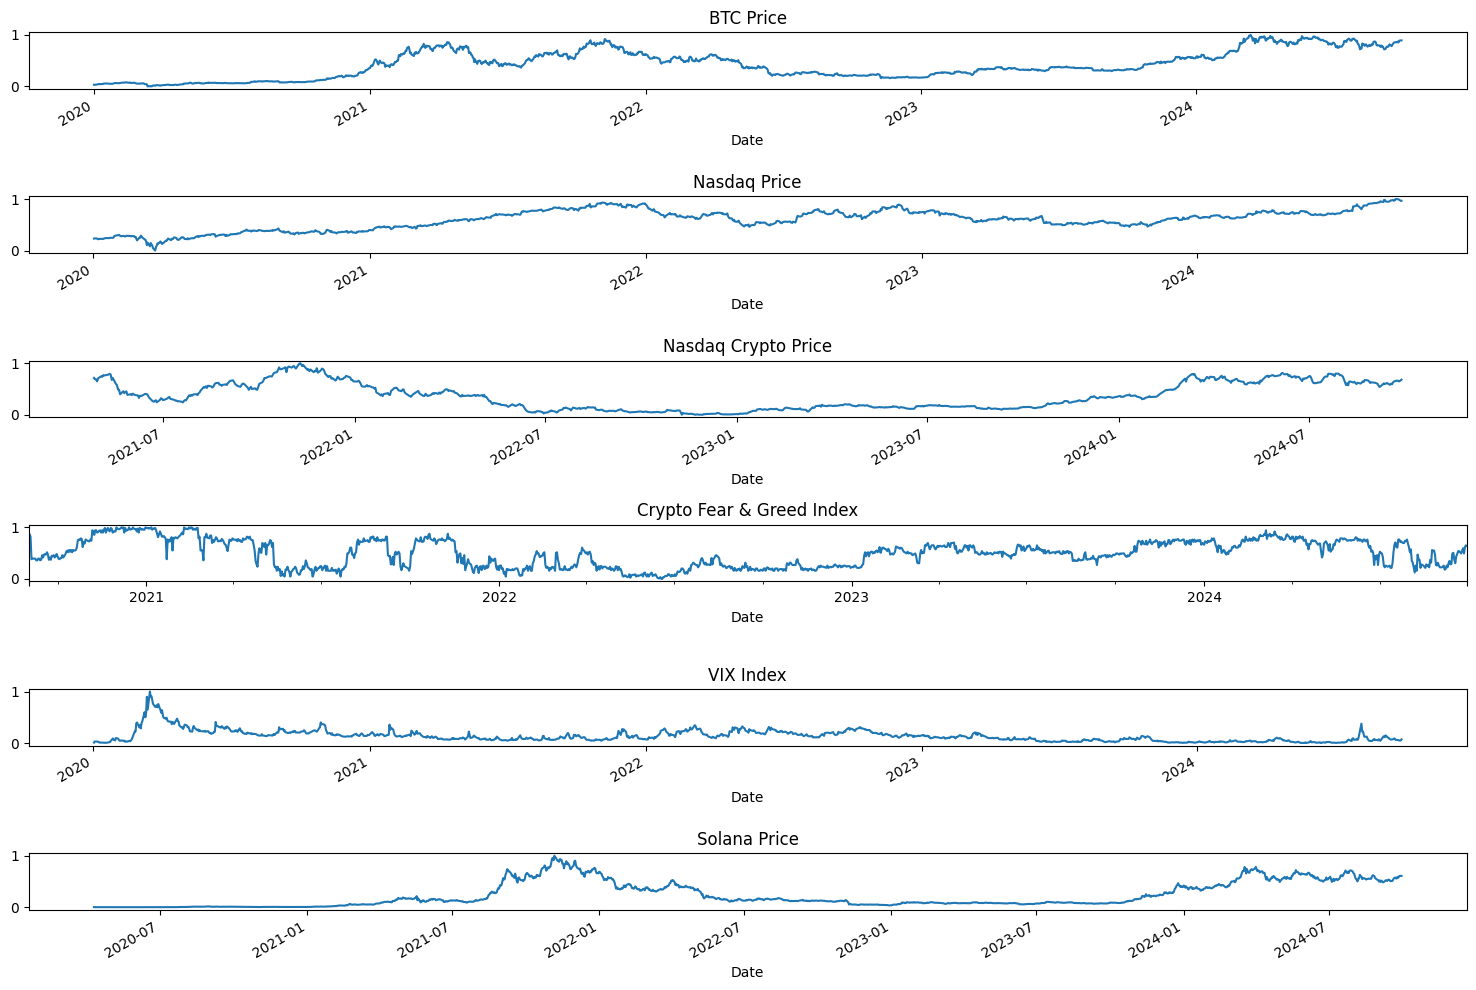 BTC Price
1
0
2020 2021 2022 2023 2024
Date
Nasdaq Price
1
0
2020 2021 2022 2023 2024
Date
Nasdaq Crypto Price
1
0
2021-07 2022-01 2022-07 2023-01 2023-07 2024-01 2024-07
Date
Crypto Fear & Greed Index
1
0
2021 2022 2023 2024
Date
VIX Index
1
0
2020 2021 2022 2023 2024
Date
Solana Price
1
0
2020-07 2021-01 2021-07 2022-01 2022-07 2023-01 2023-07 2024-01 2024-07
Date